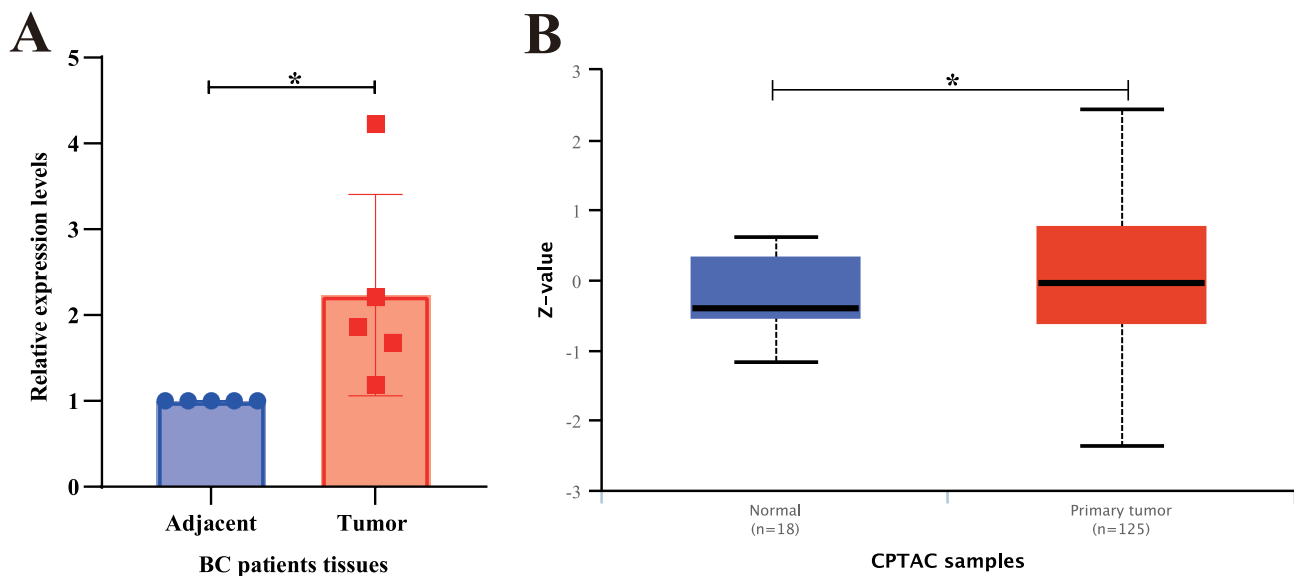 A
Relative expression levels
5
4
3
2
1
0
*
Adjacent
Tumor
BC patients tissues
B
Z-value
3
2
1
0
-1
-2
-3
*
Normal
(n=18)
Primary tumor
(n=125)
CPTAC samples